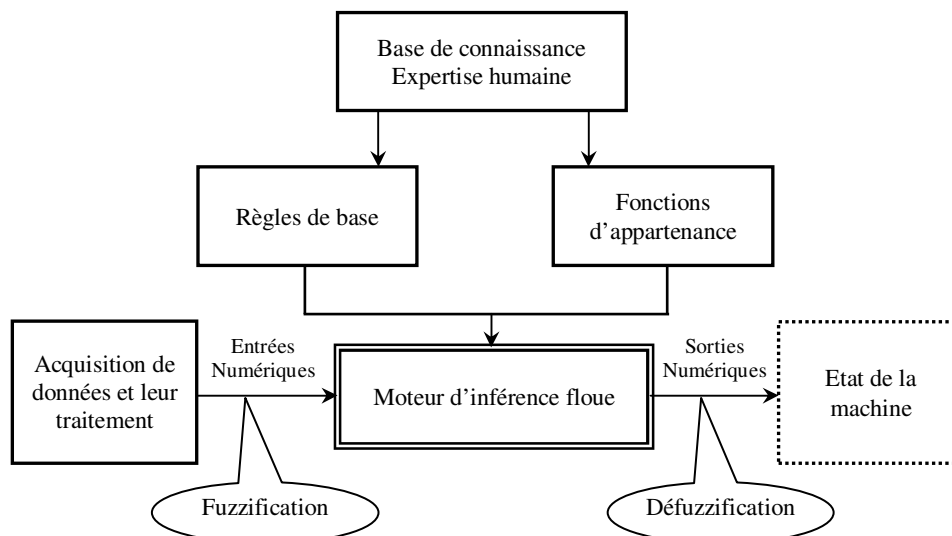 Base de connaissance
Expertise humaine
Règles de base
Fonctions
d’appartenance
Acquisition de
données et leur
traitement
Entrées
Numériques
Moteur d’inférence floue
Sorties
Numériques
Etat de la
machine
Fuzzification
Défuzzification